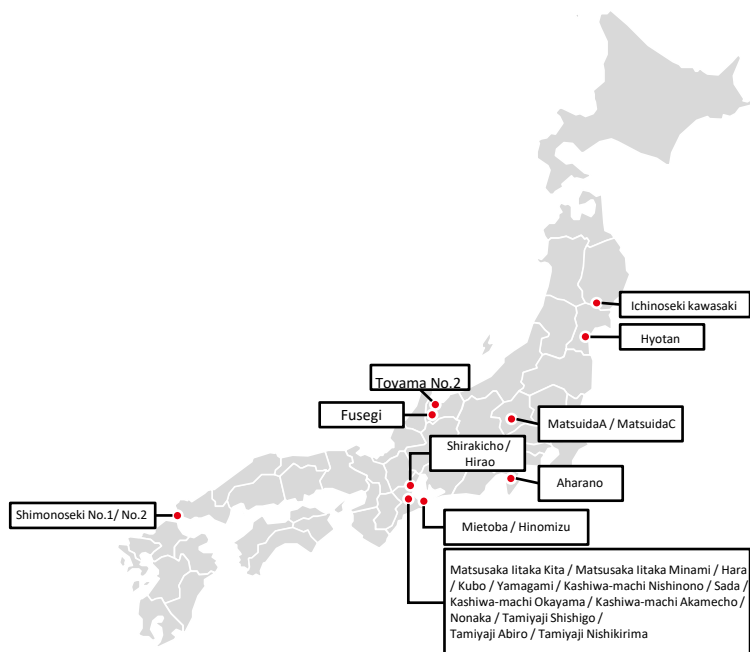 Ichinoseki kawasaki
Hyotan
Toyama No.2
Fusegi
MatsuidaA / MatsuidaC
Shirakicho /
Hirao
Aharano
Shimonoseki No.1/ No.2
Mietoba / Hinomizu
Matsusaka Iitaka Kita / Matsusaka Iitaka Minami / Hara
/ Kubo / Yamagami / Kashiwa-machi Nishinono / Sada /
Kashiwa-machi Okayama / Kashiwa-machi Akamecho /
Nonaka / Tamiyaji Shishigo /
Tamiyaji Abiro / Tamiyaji Nishikirima